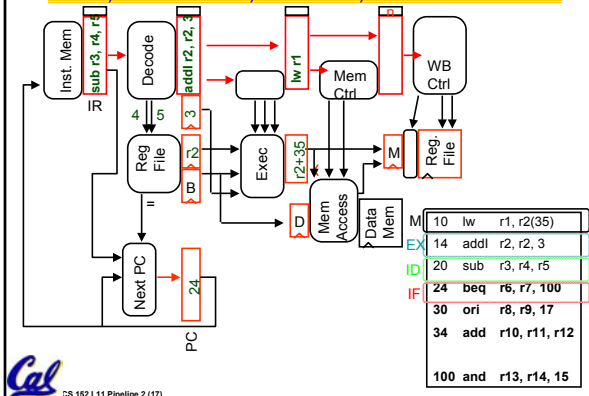 Inst. Mem
sub r3, r4, r5
IR
Decode
addI r2, r2, 3
lw r1
Mem
Ctrl
n
WB
Ctrl
4 5
3
Reg
File
r2
B
=
Exec
r2+35
M
Reg.
File
D
Mem
Access
Data
Mem
Next PC
24
PC
M 10 lw r1, r2(35)
EX 14 addI r2, r2, 3
ID 20 sub r3, r4, r5
IF 24 beq r6, r7, 100
30 ori r8, r9, 17
34 add r10, r11, r12
100 and r13, r14, 15
Cal
CS 152 L11 Pipeline 2 (17)